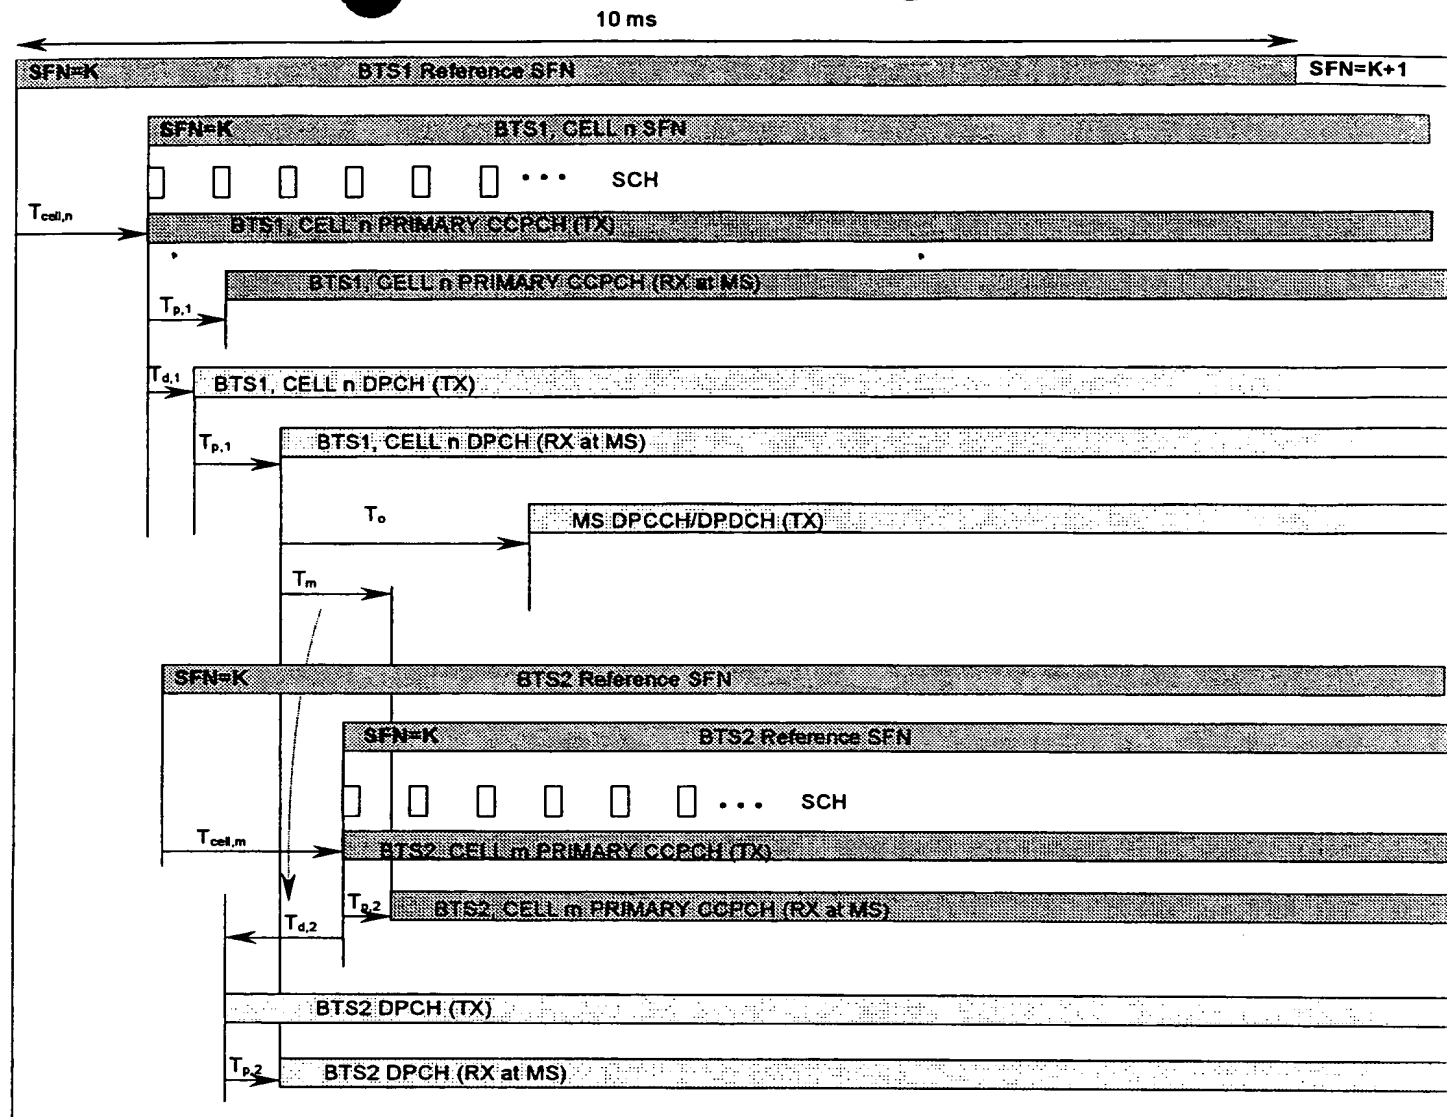 10 ms
SFN=K BTS1 Reference SFN SFN=K+1
SFN=K BTS1, CELL n SFN
• • • SCH
Tcell,n
BTS1, CELL n PRIMARY CCPCH (TX)
BTS1, CELL n PRIMARY CCPCH (RX at MS)
Tp,1
Td,1 BTS1, CELL n DPCH (TX)
Tp,1 BTS1, CELL n DPCH (RX at MS)
To MS DPCCH/DPDCH (TX)
Tm
SFN=K BTS2 Reference SFN
SFN=K BTS2 Reference SFN
• • • SCH
Tcell,m BTS2, CELL m PRIMARY CCPCH (TX)
Tp,2 BTS2, CELL m PRIMARY CCPCH (RX at MS)
Td,2
BTS2 DPCH (TX)
Tp,2 BTS2 DPCH (RX at MS)